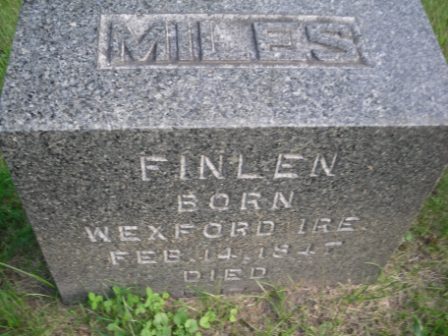 MILES
FINLEN
BORN
WEXFORD IRE.
FEB. 14, 1847
DIED